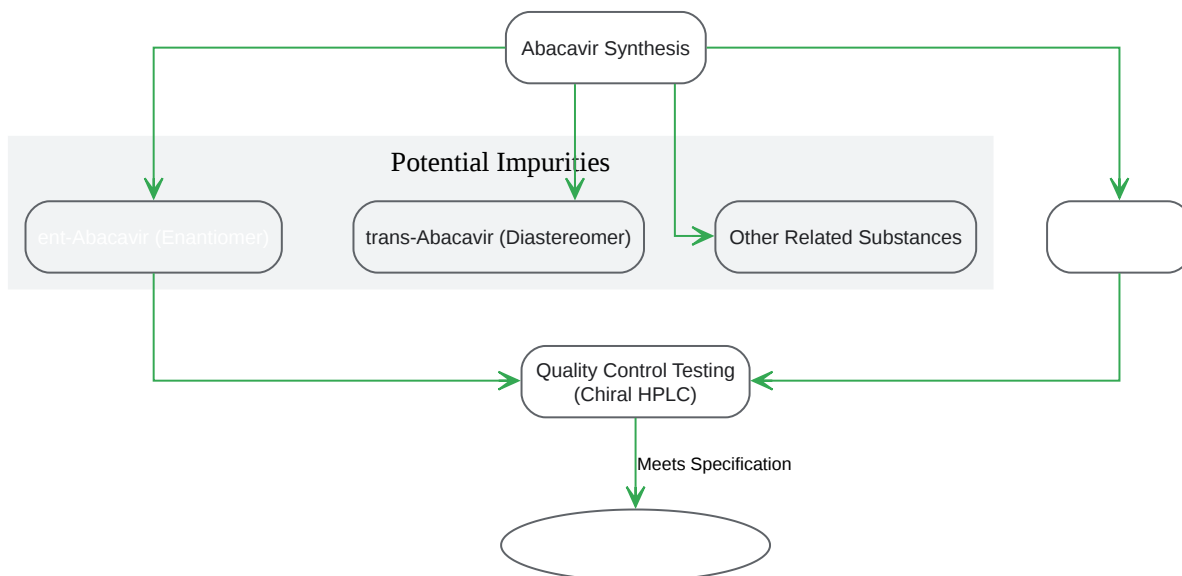 Abacavir Synthesis
Potential Impurities
ent-Abacavir (Enantiomer)
trans-Abacavir (Diastereomer)
Other Related Substances
Quality Control Testing
(Chiral HPLC)
Meets Specification